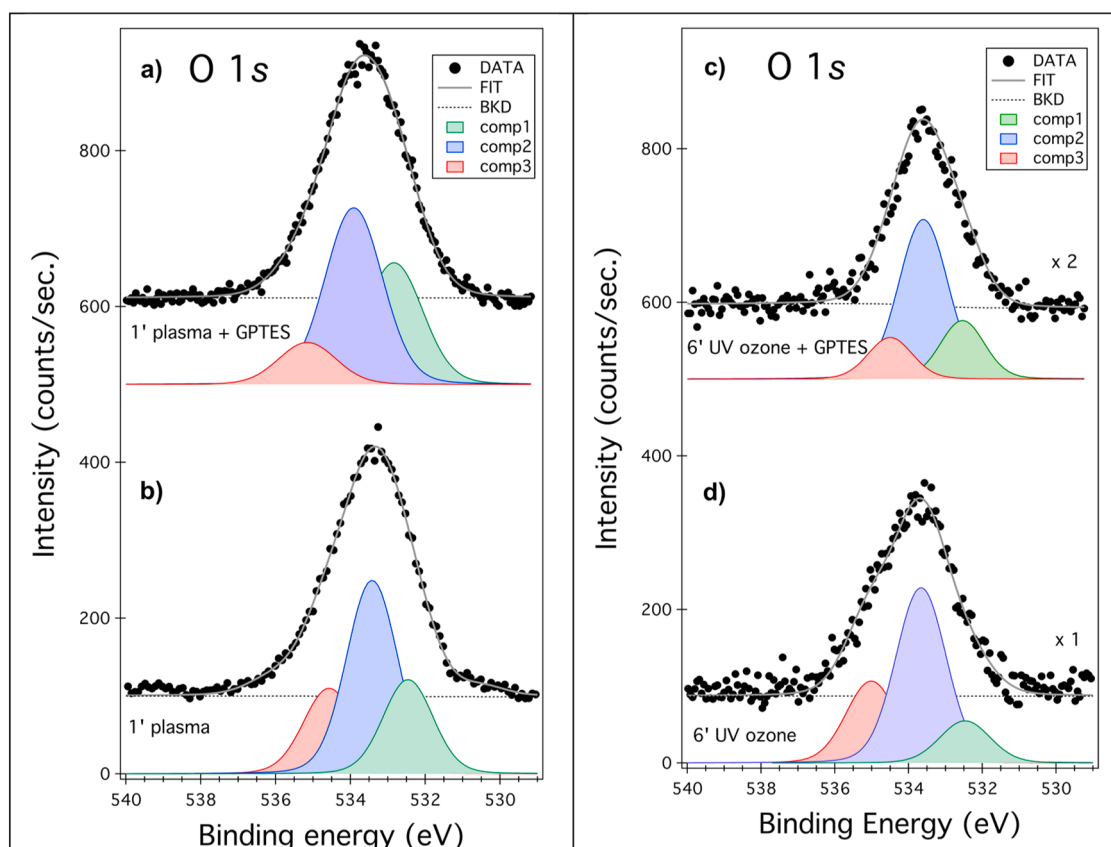 a) O 1s
DATA
FIT
BKD
comp1
comp2
comp3
800
600
1' plasma + GPTES
400
b)
200
1' plasma
0
540 538 536 534 532 530
Binding energy (eV)
Intensity (counts/sec.)
c) O 1s
DATA
FIT
BKD
comp1
comp2
comp3
800
x 2
600
6' UV ozone + GPTES
400
d)
200
x 1
6' UV ozone
0
540 538 536 534 532 530
Binding Energy (eV)
Intensity (counts/sec.)